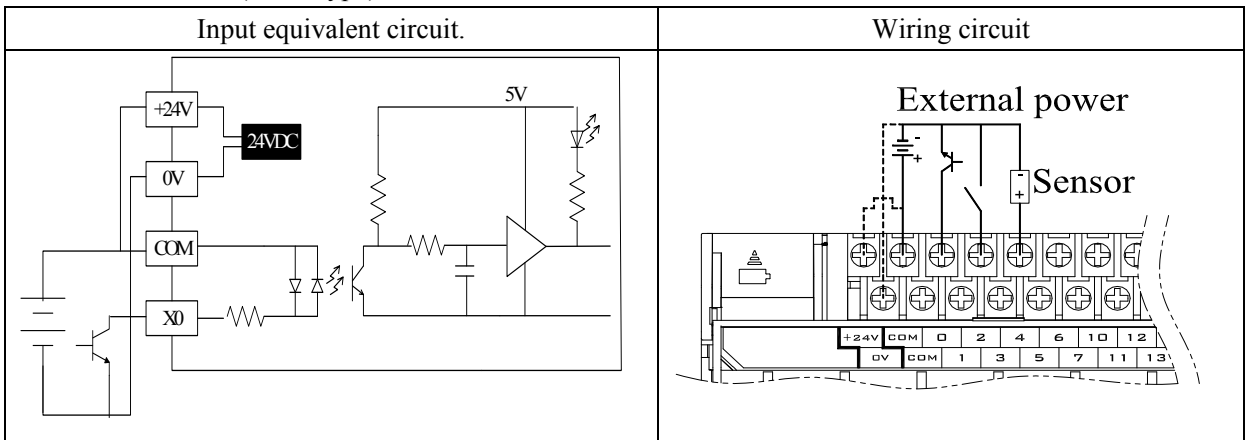 Input equivalent circuit.
Wiring circuit
+24V
24VDC
0V
COM
X0
5V
External power
-
+
-
+
Sensor
+24V COM 0 2 4 6 10 12
0V COM 1 3 5 7 11 13